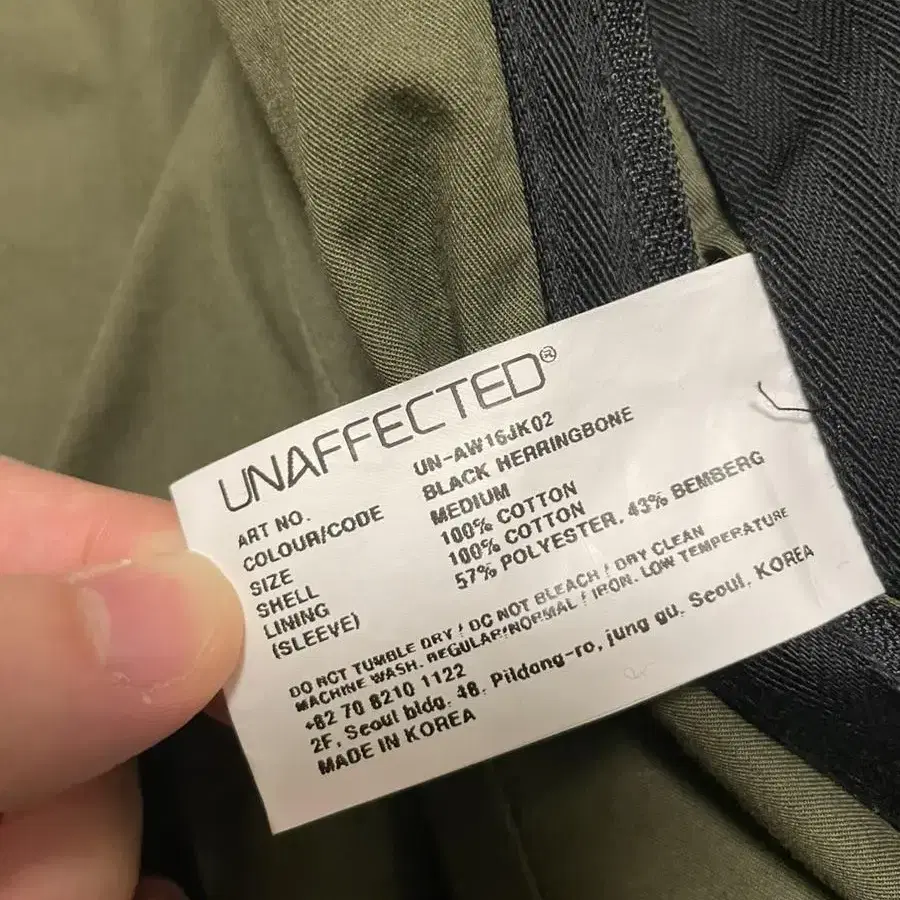 UNAFFECTED®
ART NO. UN-AW16JK02
COLOUR/CODE BLACK HERRINGBONE
SIZE MEDIUM
SHELL 100% COTTON
LINING 100% COTTON
(SLEEVE) 57% POLYESTER. 43% BEMBERG
DO NOT TUMBLE DRY / DO NOT BLEACH / DRY CLEAN
MACHINE WASH. REGULAR/NORMAL / IRON. LOW TEMPERATURE
+82 70 8210 1122
2F, Seoul bldg. 48. Pildong-ro, jung gu. Seoul. KOREA
MADE IN KOREA